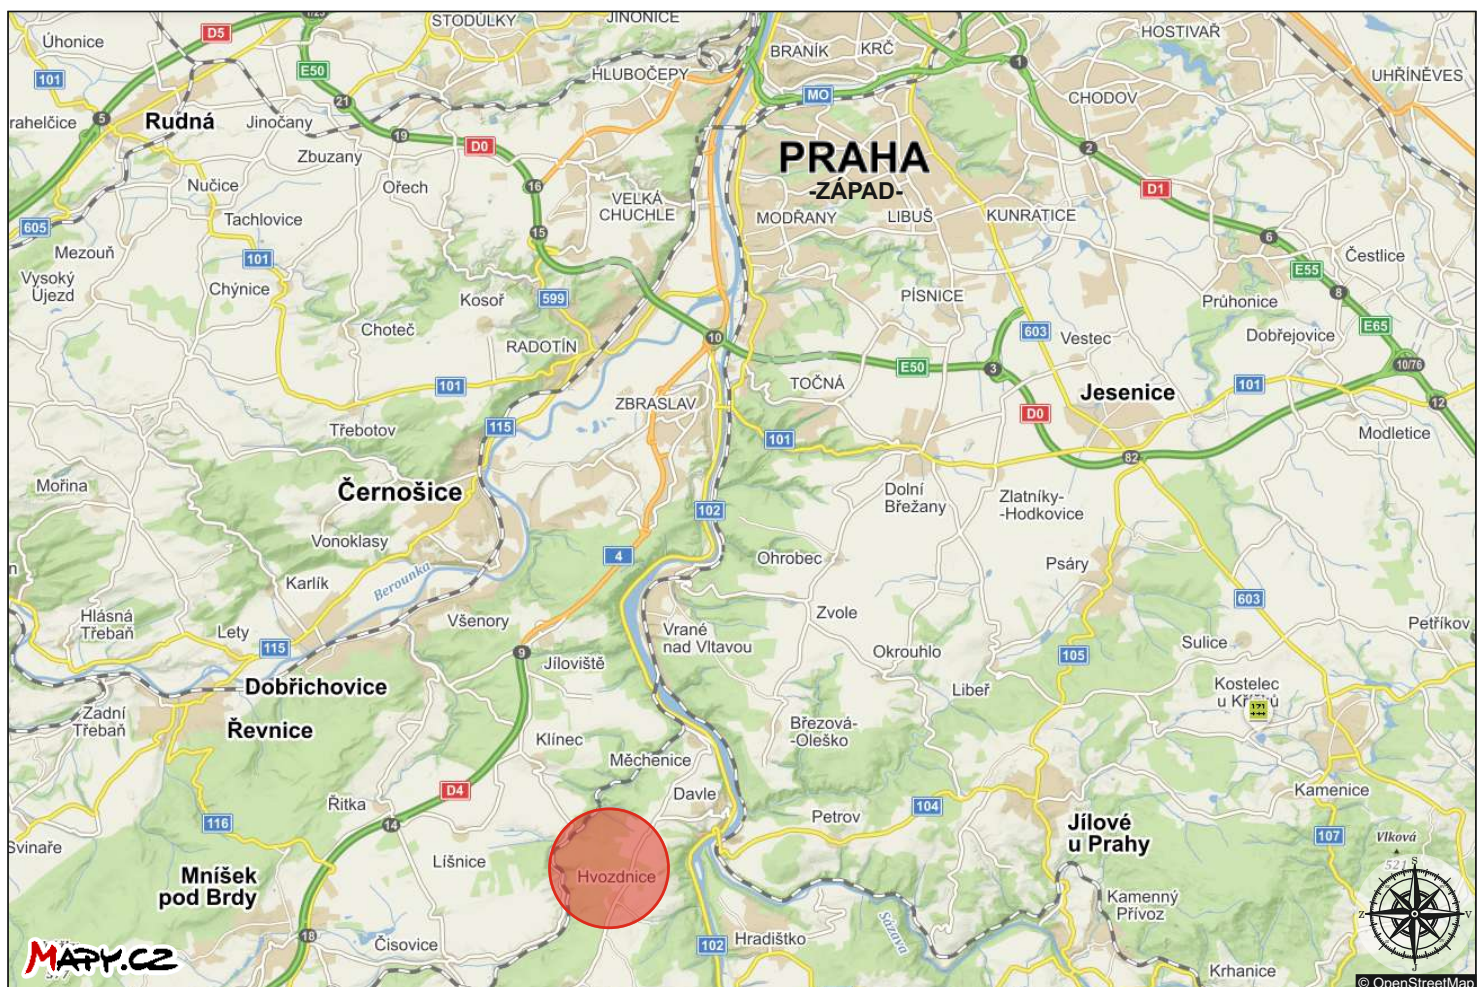 STODŮLKY
JINONICE
HOSTIVAŘ
Úhonice
D5
BRANÍK
KRČ
E50
101
HLUBOČEPY
1
UHŘÍNĚVES
MO
CHODOV
21
5
rahelčice
Rudná
Jinočany
19
D0
2
Zbuzany
PRAHA
-ZÁPAD-
Nučice
Ořech
16
D1
VELKÁ
CHUCHLE
Tachlovice
MODŘANY
LIBUŠ
KUNRATICE
605
15
6
Mezouň
101
Čestlice
Vysoký
Újezd
E55
Chýnice
Kosoř
599
PÍSNICE
8
Průhonice
Choteč
603
Vestec
Dobřejovice
E65
RADOTÍN
10
E50
3
10/76
101
TOČNÁ
101
Jesenice
ZBRASLAV
D0
12
Třebotov
115
101
Modletice
82
Mořina
Černošice
Dolní
Břežany
Zlatníky-
-Hodkovice
102
Vonoklasy
4
Ohrobec
Psáry
n
Berounka
Karlík
603
Hlásná
Třebaň
Všenory
Zvole
Petříkov
Lety
115
Vrané
nad Vltavou
Sulice
9
Jíloviště
Okrouhlo
105
Dobřichovice
Libeř
Kostelec
u Křížků
Zadní
Třebaň
Řevnice
Březová-
-Oleško
Klínec
Měchenice
D4
Davle
Kamenice
Řitka
104
116
14
Petrov
Jílové
u Prahy
107
Vlková
521
Svinaře
Líšnice
Mníšek
pod Brdy
Hvozdnice
Kamenný
Přívoz
S
Z
V
J
Sázava
18
Čisovice
102
Hradištko
MAPY.CZ
Krhanice
© OpenStreetMap